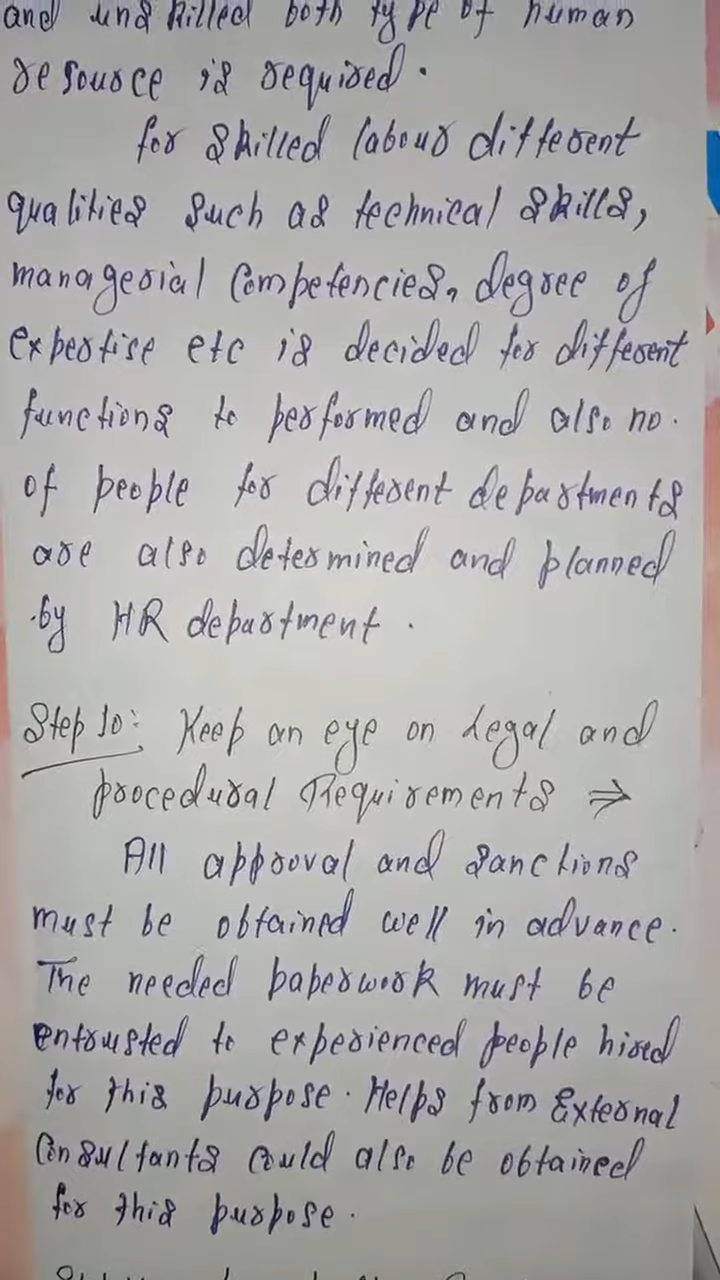 and unskilled both type of human
resource is required.
for skilled labour different
qualities such as technical skills,
managerial competencies, degree of
expertise etc is decided for different
functions to performed and also no.
of people for different departments
are also determined and planned
by HR department.
Step 10: Keep an eye on Legal and
procedural Requirements ⇒
All approval and sanctions
must be obtained well in advance.
The needed paperwork must be
entrusted to experienced people hired
for this purpose. Helps from External
Consultants could also be obtained
for this purpose.